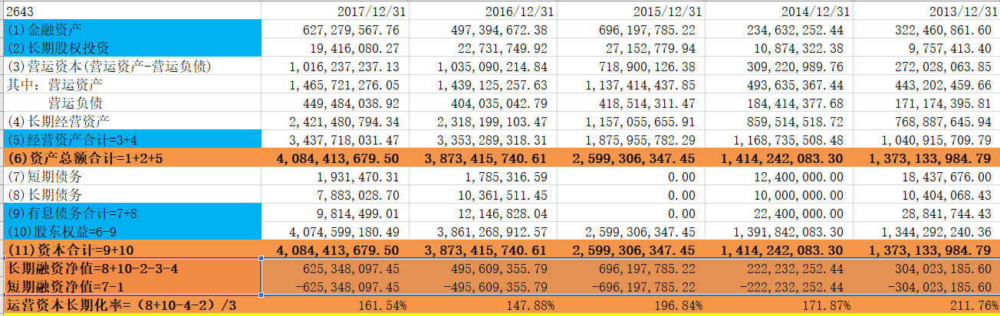 2643 2017/12/31 2016/12/31 2015/12/31 2014/12/31 2013/12/31
(1)金融资产 627,279,567.76 497,394,672.38 696,197,785.22 234,632,252.44 322,460,861.60
(2)长期股权投资 19,416,080.27 22,731,749.92 27,152,779.94 10,874,322.38 9,757,413.40
(3)营运资本(营运资产-营运负债) 1,016,237,237.13 1,035,090,214.84 718,900,126.38 309,220,989.76 272,028,063.85
其中: 营运资产 1,465,721,276.05 1,439,125,257.63 1,137,414,437.85 493,635,367.44 443,202,459.66
营运负债 449,484,038.92 404,035,042.79 418,514,311.47 184,414,377.68 171,174,395.81
(4)长期经营资产 2,421,480,794.34 2,318,199,103.47 1,157,055,655.91 859,514,518.72 768,887,645.94
(5)经营资产合计=3+4 3,437,718,031.47 3,353,289,318.31 1,875,955,782.29 1,168,735,508.48 1,040,915,709.79
(6)资产总额合计=1+2+5 4,084,413,679.50 3,873,415,740.61 2,599,306,347.45 1,414,242,083.30 1,373,133,984.79
(7)短期债务 1,931,470.31 1,785,316.59 0.00 12,400,000.00 18,437,676.00
(8)长期债务 7,883,028.70 10,361,511.45 0.00 10,000,000.00 10,404,068.43
(9)有息债务合计=7+8 9,814,499.01 12,146,828.04 0.00 22,400,000.00 28,841,744.43
(10)股东权益=6-9 4,074,599,180.49 3,861,268,912.57 2,599,306,347.45 1,391,842,083.30 1,344,292,240.36
(11)资本合计=9+10 4,084,413,679.50 3,873,415,740.61 2,599,306,347.45 1,414,242,083.30 1,373,133,984.79
长期融资净值=8+10-2-3-4 625,348,097.45 495,609,355.79 696,197,785.22 222,232,252.44 304,023,185.60
短期融资净值=7-1 -625,348,097.45 -495,609,355.79 -696,197,785.22 -222,232,252.44 -304,023,185.60
运营资本长期化率=（8+10-4-2）/3 161.54% 147.88% 196.84% 171.87% 211.76%